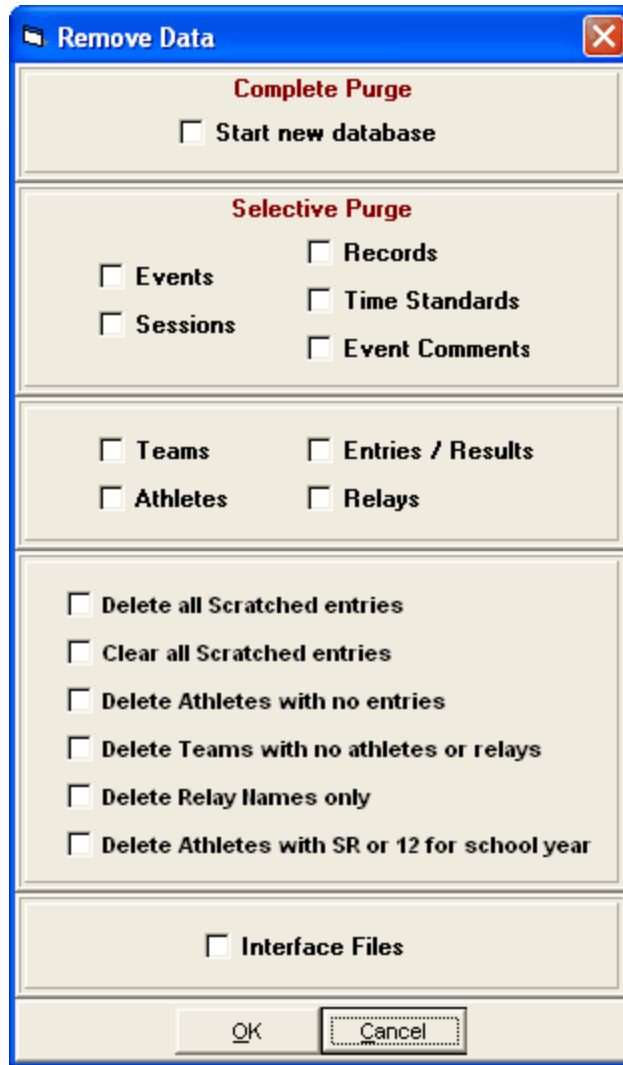 Remove Data
Complete Purge
Start new database
Selective Purge
Events
Sessions
Records
Time Standards
Event Comments
Teams
Athletes
Entries / Results
Relays
Delete all Scratched entries
Clear all Scratched entries
Delete Athletes with no entries
Delete Teams with no athletes or relays
Delete Relay Names only
Delete Athletes with SR or 12 for school year
Interface Files
OK
Cancel